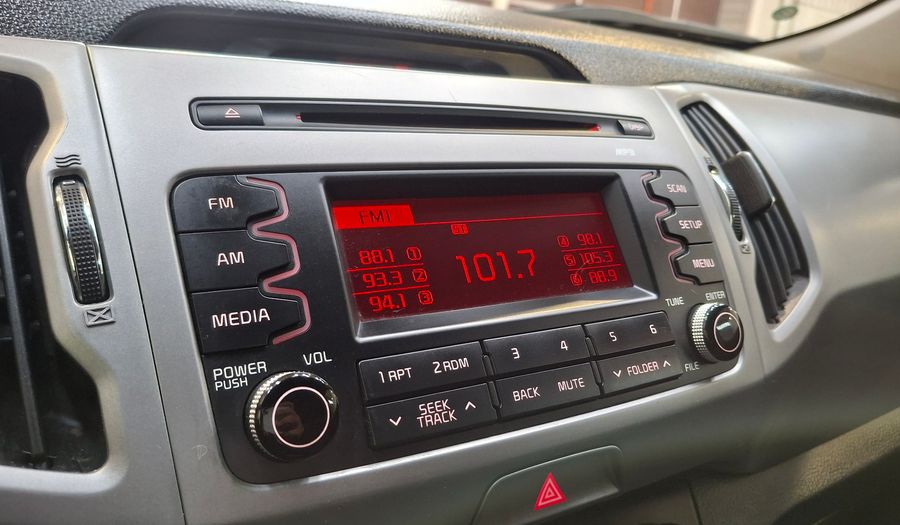 DISP
MP3
FM
AM
MEDIA
FM1
ST
88.1 1
93.3 2
94.1 3
101.7
4 98.1
5 105.3
6 88.9
SCAN
SETUP
MENU
POWER
PUSH
VOL
1 RPT 2 RDM
3 4
5 6
SEEK
TRACK
BACK MUTE
FOLDER
TUNE
FILE
ENTER